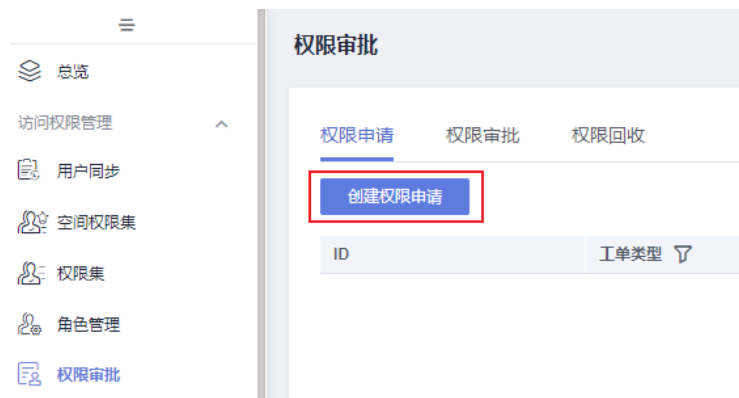 总览
访问权限管理
用户同步
空间权限集
权限集
角色管理
权限审批
权限审批
权限申请 权限审批 权限回收
创建权限申请
ID 工单类型